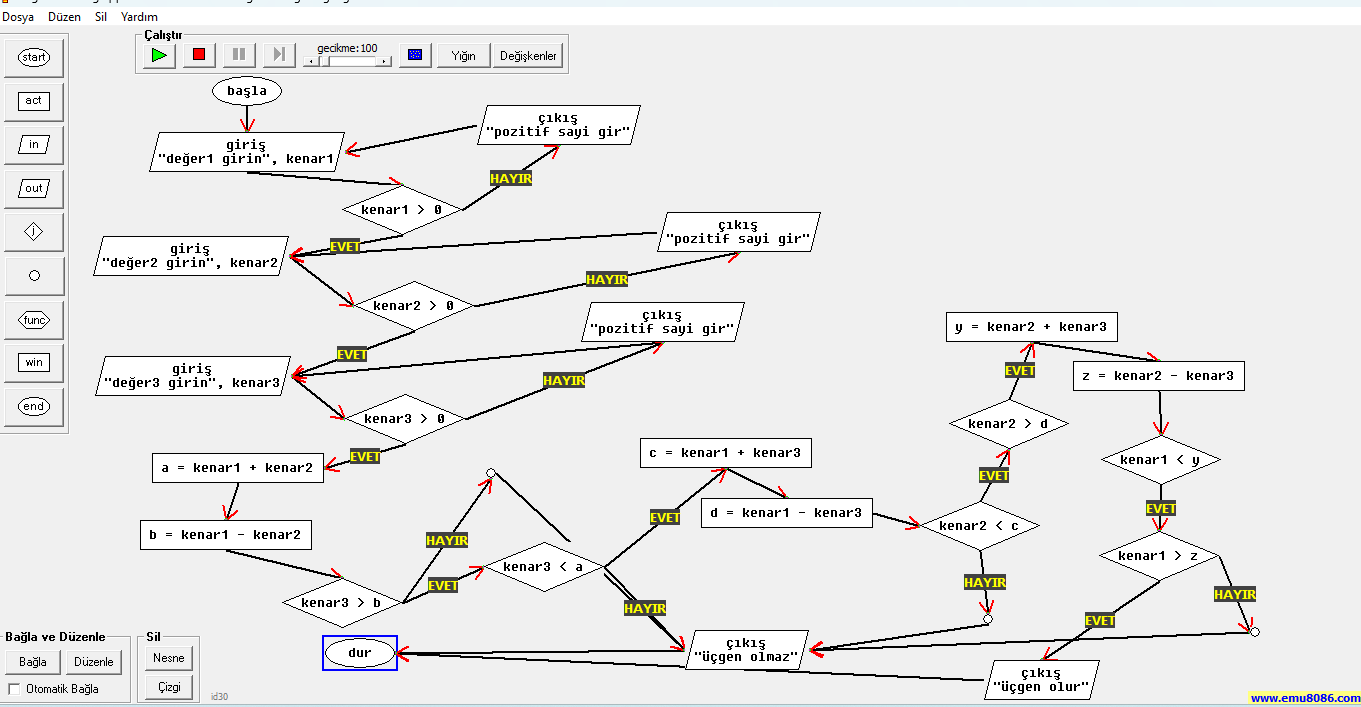 Dosya Düzen Sil Yardım
Çalıştır
gecikme:100
Yığın
Değişkenler
start
act
in
out
j
func
win
end
başla
giriş
"değer1 girin", kenar1
çıkış
"pozitif sayi gir"
HAYIR
kenar1 > 0
EVET
giriş
"değer2 girin", kenar2
çıkış
"pozitif sayi gir"
HAYIR
kenar2 > 0
EVET
çıkış
"pozitif sayi gir"
giriş
"değer3 girin", kenar3
HAYIR
kenar3 > 0
EVET
a = kenar1 + kenar2
b = kenar1 - kenar2
kenar3 > b
HAYIR
EVET
kenar3 < a
EVET
HAYIR
c = kenar1 + kenar3
d = kenar1 - kenar3
kenar2 < c
EVET
HAYIR
kenar2 > d
EVET
y = kenar2 + kenar3
z = kenar2 - kenar3
kenar1 < y
EVET
kenar1 > z
HAYIR
EVET
çıkış
"üçgen olmaz"
çıkış
"üçgen olur"
dur
Bağla ve Düzenle
Bağla
Düzenle
Otomatik Bağla
Sil
Nesne
Çizgi
id30
www.emu8086.com